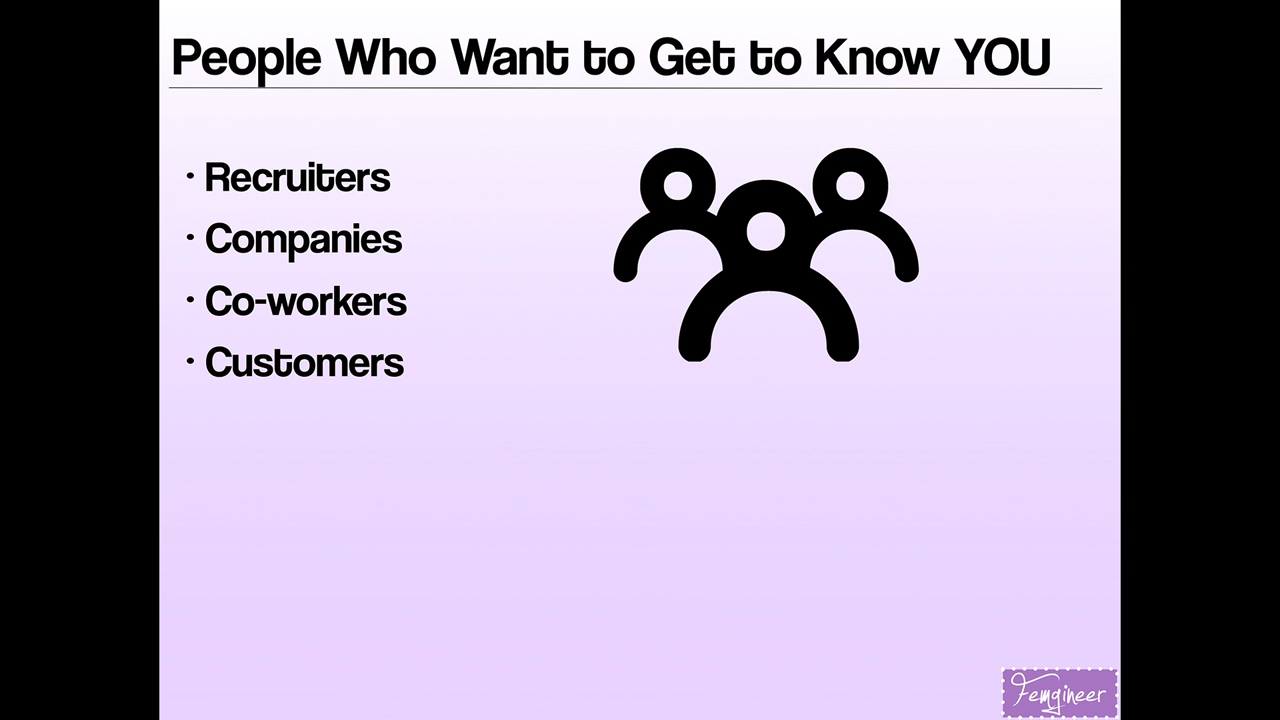 People Who Want to Get to Know YOU
· Recruiters
· Companies
· Co-workers
· Customers
Femgineer